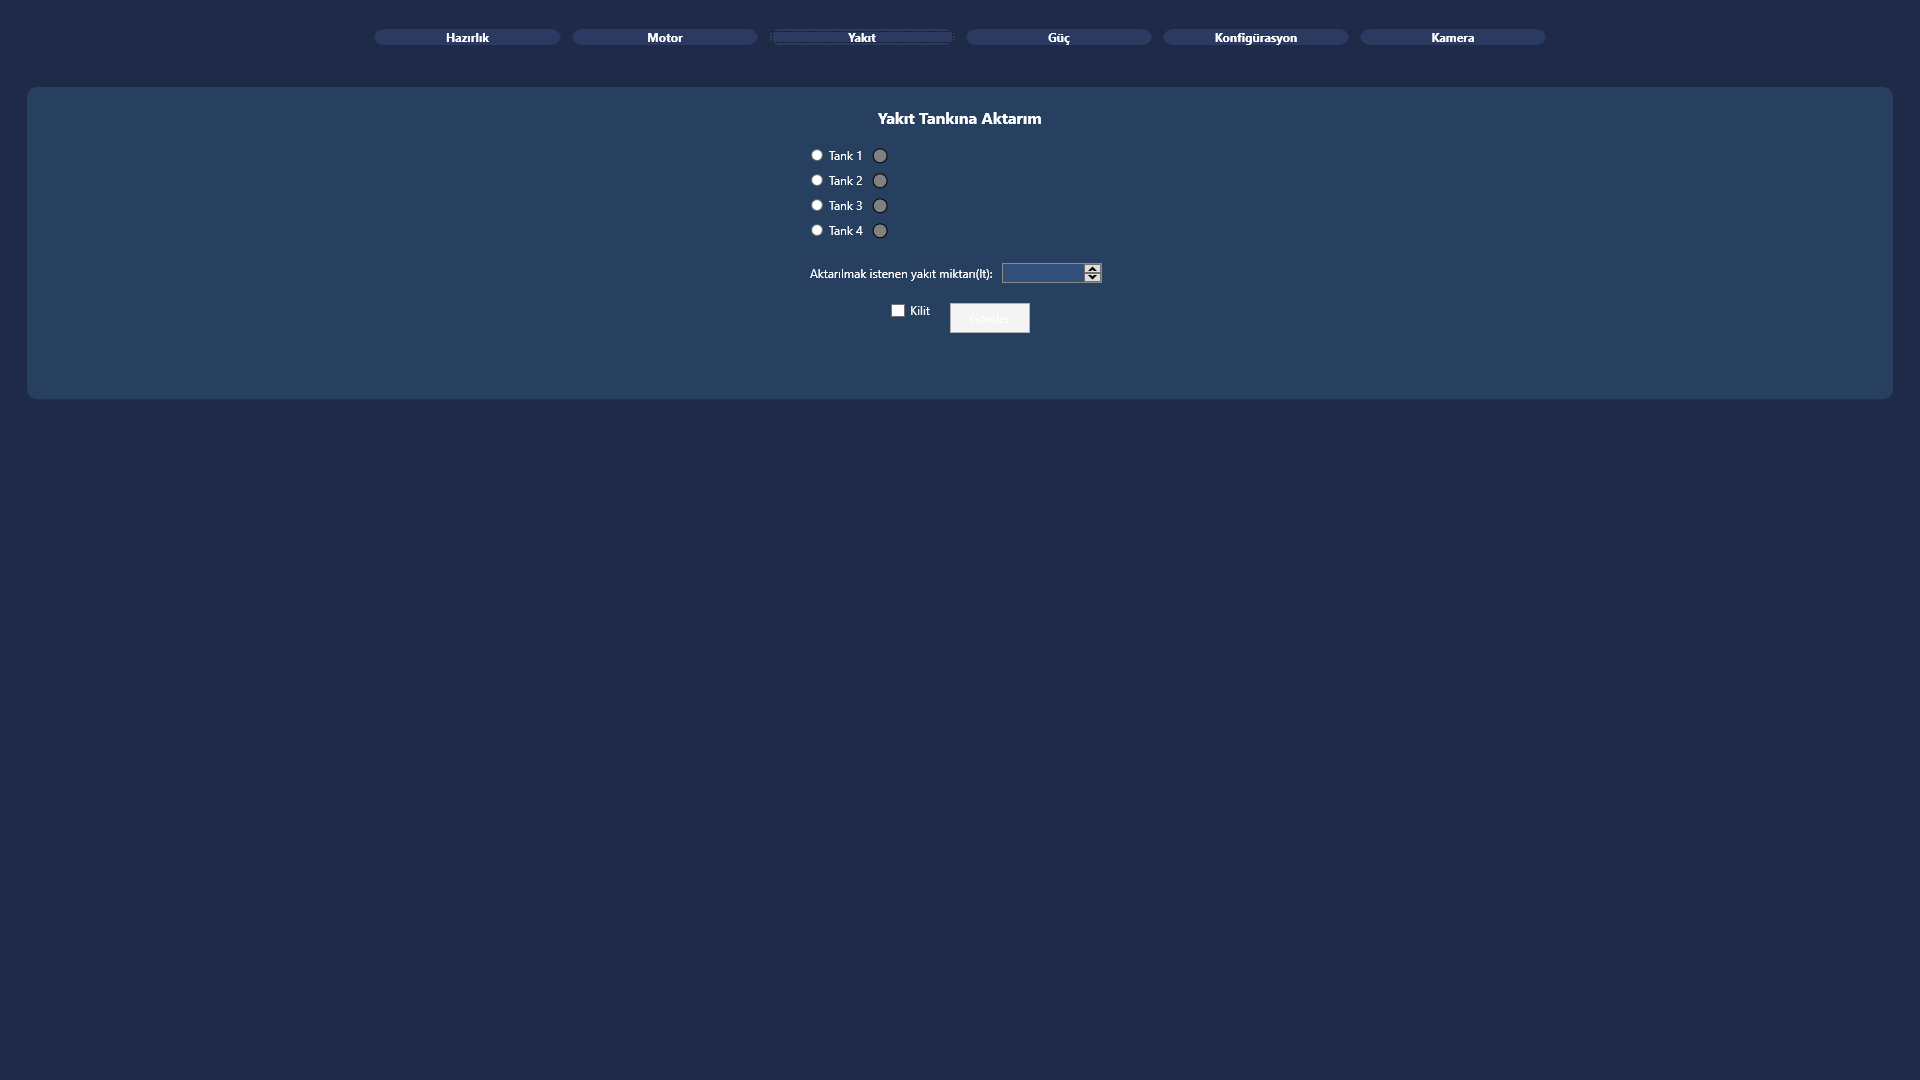 Hazırlık Motor Yakıt Güç Konfigürasyon Kamera
Yakıt Tankına Aktarım
Tank 1
Tank 2
Tank 3
Tank 4
Aktarılmak istenen yakıt miktarı(lt):
Kilit Gönder